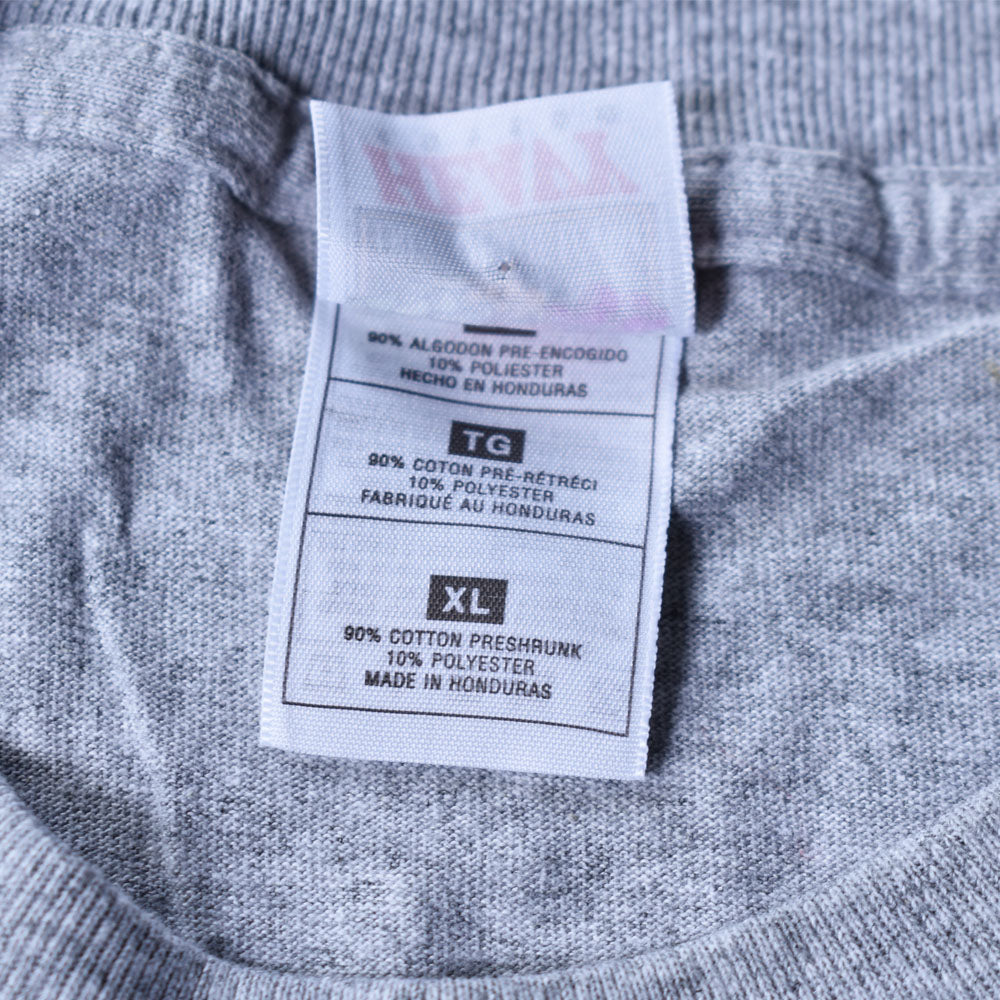 90% ALGODON PRE-ENCOGIDO
10% POLIESTER
HECHO EN HONDURAS
TG
90% COTON PRÉ-RÉTRÉCI
10% POLYESTER
FABRIQUÉ AU HONDURAS
XL
90% COTTON PRESHRUNK
10% POLYESTER
MADE IN HONDURAS